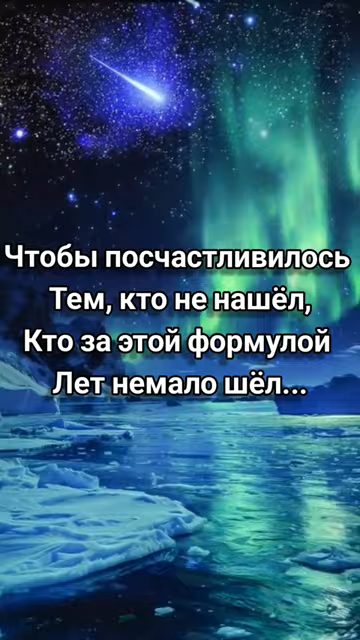 Чтобы посчастливилось
Тем, кто не нашёл,
Кто за этой формулой
Лет немало шёл...